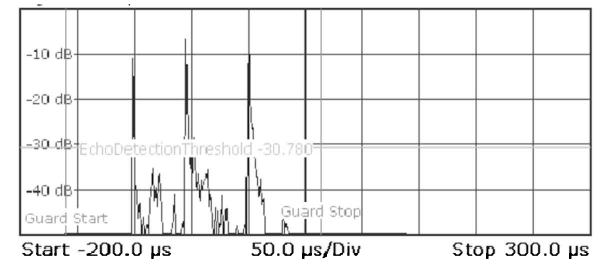 -10 dB
-20 dB
-30 dB
EchoDetectionThreshold -30.780
-40 dB
Guard Start
Guard Stop
Start -200.0 µs 50.0 µs/Div Stop 300.0 µs